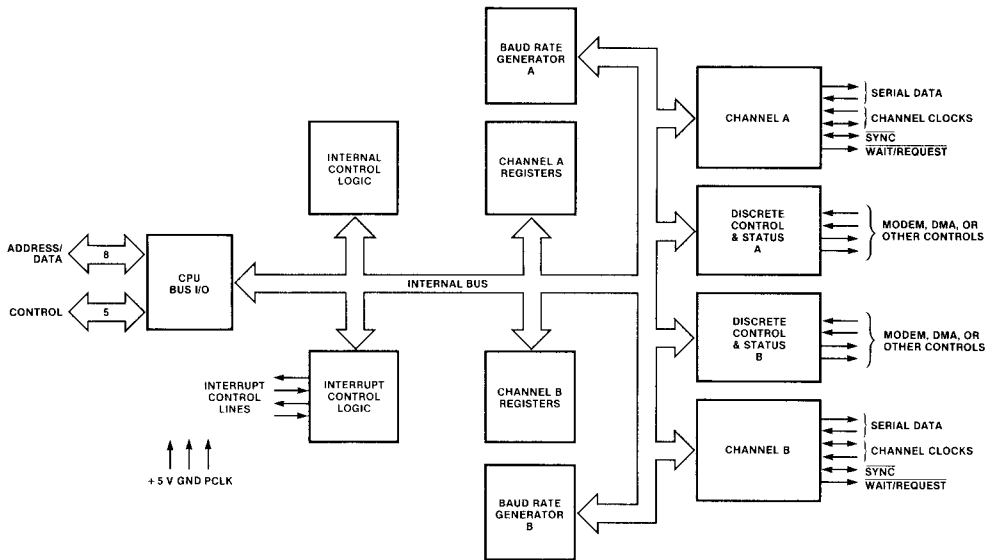 BAUD RATE
GENERATOR
A
CHANNEL A
SERIAL DATA
CHANNEL CLOCKS
SYNC
WAIT/REQUEST
INTERNAL
CONTROL
LOGIC
CHANNEL A
REGISTERS
DISCRETE
CONTROL
& STATUS
A
MODEM, DMA, OR
OTHER CONTROLS
ADDRESS/
DATA
8
CPU
BUS I/O
INTERNAL BUS
CONTROL
5
DISCRETE
CONTROL
& STATUS
B
MODEM, DMA, OR
OTHER CONTROLS
INTERRUPT
CONTROL
LINES
INTERRUPT
CONTROL
LOGIC
CHANNEL B
REGISTERS
CHANNEL B
SERIAL DATA
CHANNEL CLOCKS
SYNC
WAIT/REQUEST
+ 5 V GND PCLK
BAUD RATE
GENERATOR
B